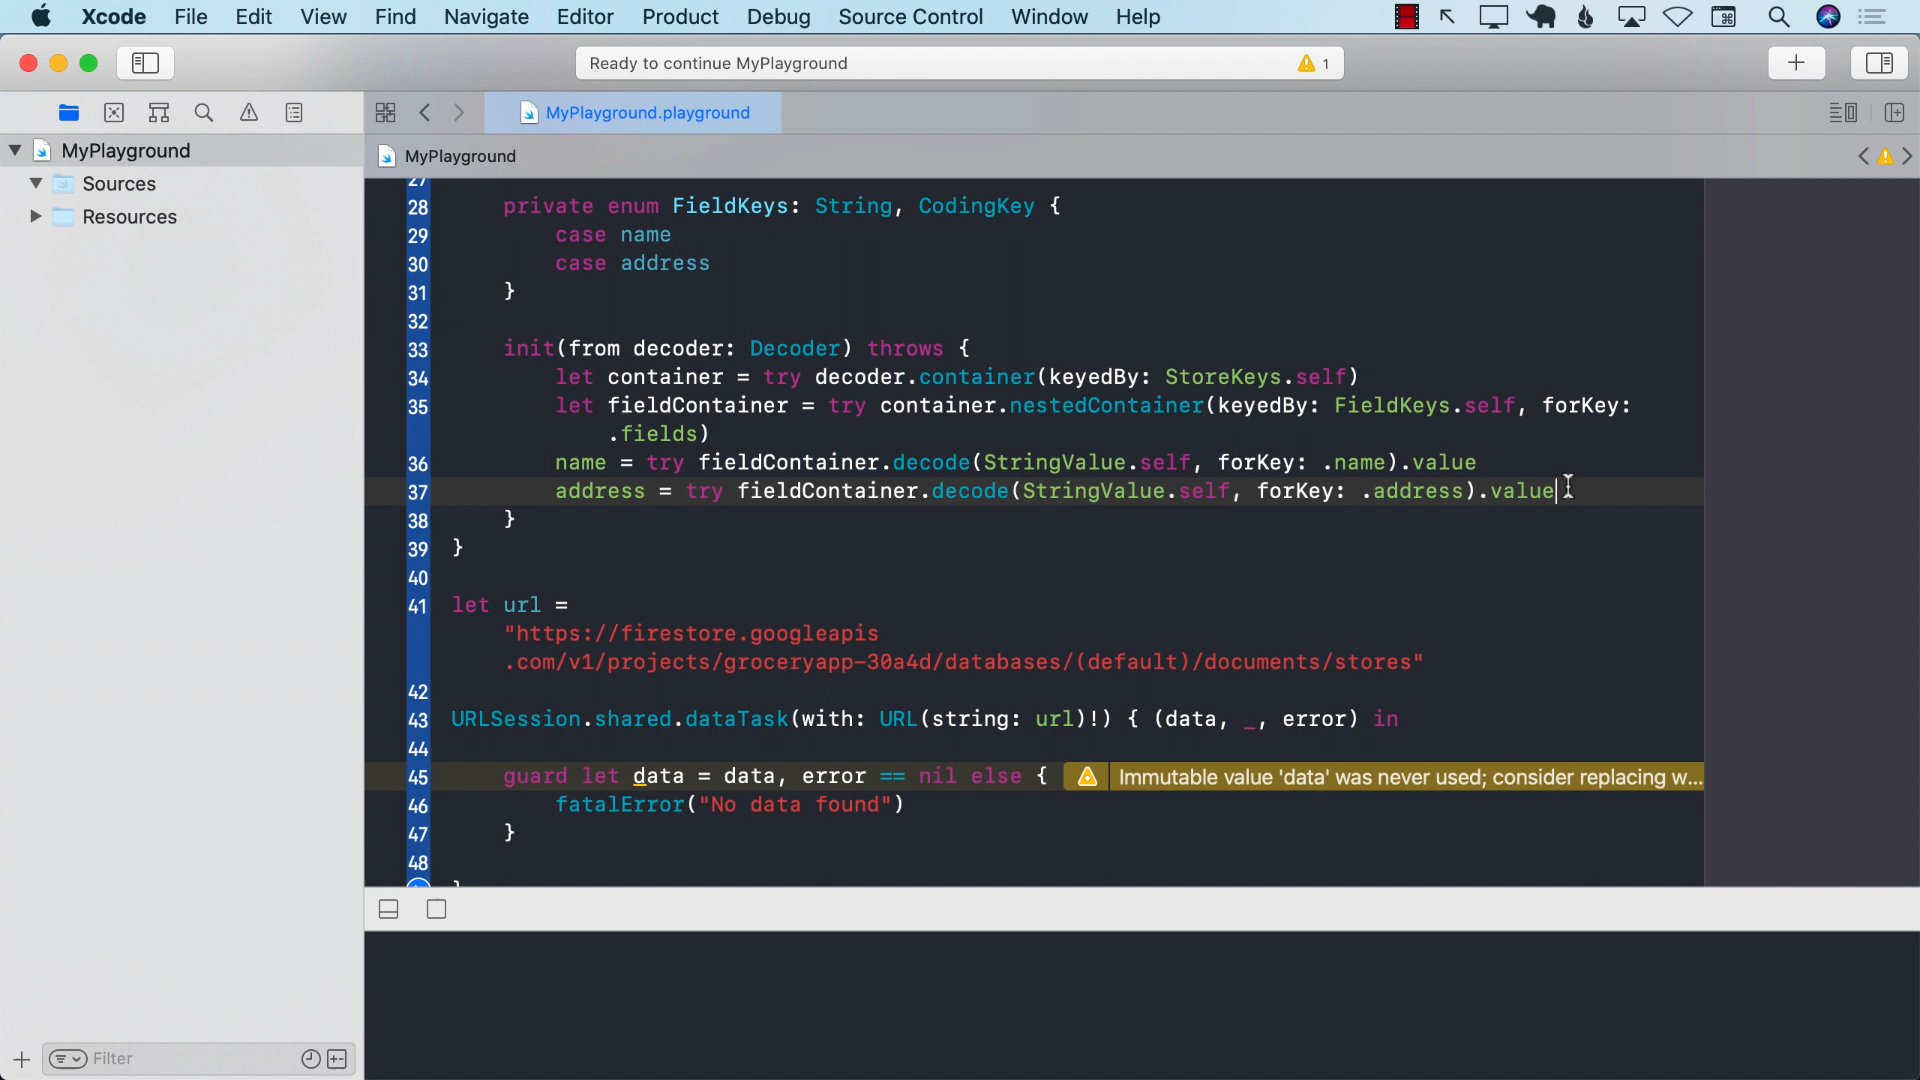 Xcode File Edit View Find Navigate Editor Product Debug Source Control Window Help
Ready to continue MyPlayground
1
MyPlayground.playground
MyPlayground
MyPlayground
Sources
Resources
27
28 private enum FieldKeys: String, CodingKey {
29 case name
30 case address
31 }
32
33 init(from decoder: Decoder) throws {
34 let container = try decoder.container(keyedBy: StoreKeys.self)
35 let fieldContainer = try container.nestedContainer(keyedBy: FieldKeys.self, forKey:
.fields)
36 name = try fieldContainer.decode(StringValue.self, forKey: .name).value
37 address = try fieldContainer.decode(StringValue.self, forKey: .address).value
38 }
39 }
40
41 let url =
"https://firestore.googleapis
.com/v1/projects/groceryapp-30a4d/databases/(default)/documents/stores"
42
43 URLSession.shared.dataTask(with: URL(string: url)!) { (data, _, error) in
44
45 guard let data = data, error == nil else { Immutable value 'data' was never used; consider replacing w...
46 fatalError("No data found")
47 }
48
Filter